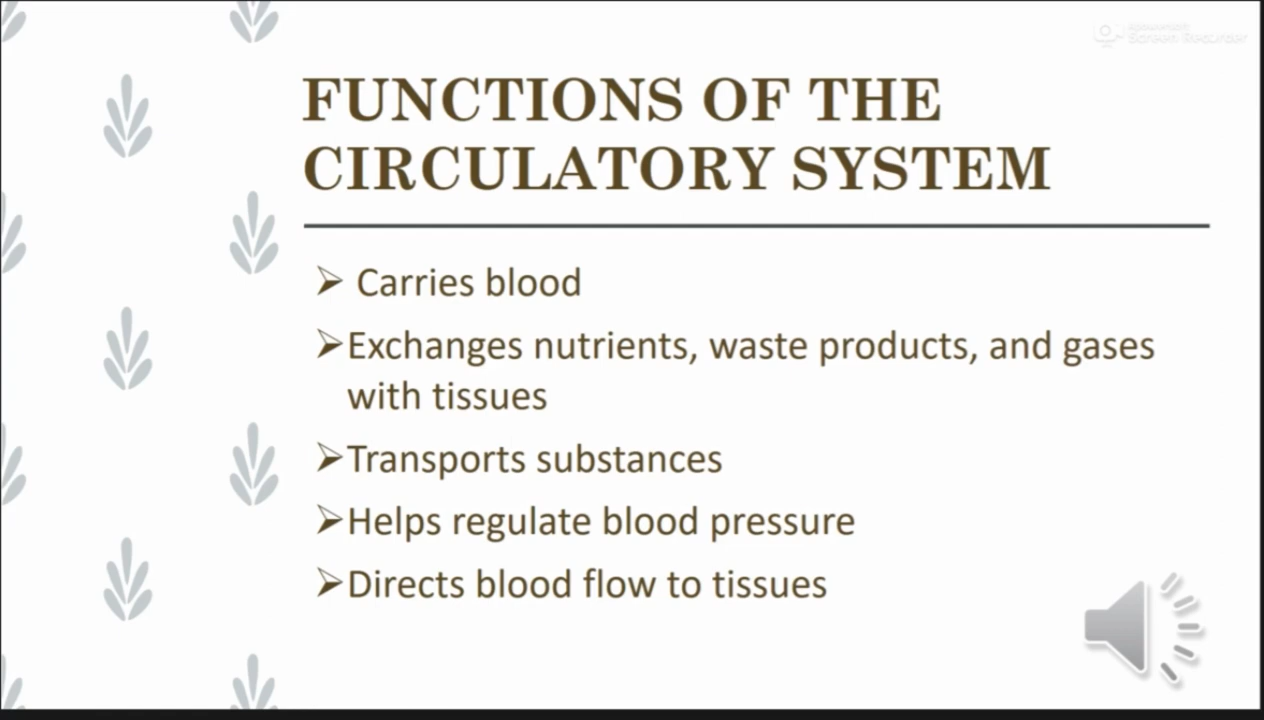 Screen Recorder
FUNCTIONS OF THE
CIRCULATORY SYSTEM
➢ Carries blood
➢Exchanges nutrients, waste products, and gases
with tissues
➢Transports substances
➢Helps regulate blood pressure
➢Directs blood flow to tissues